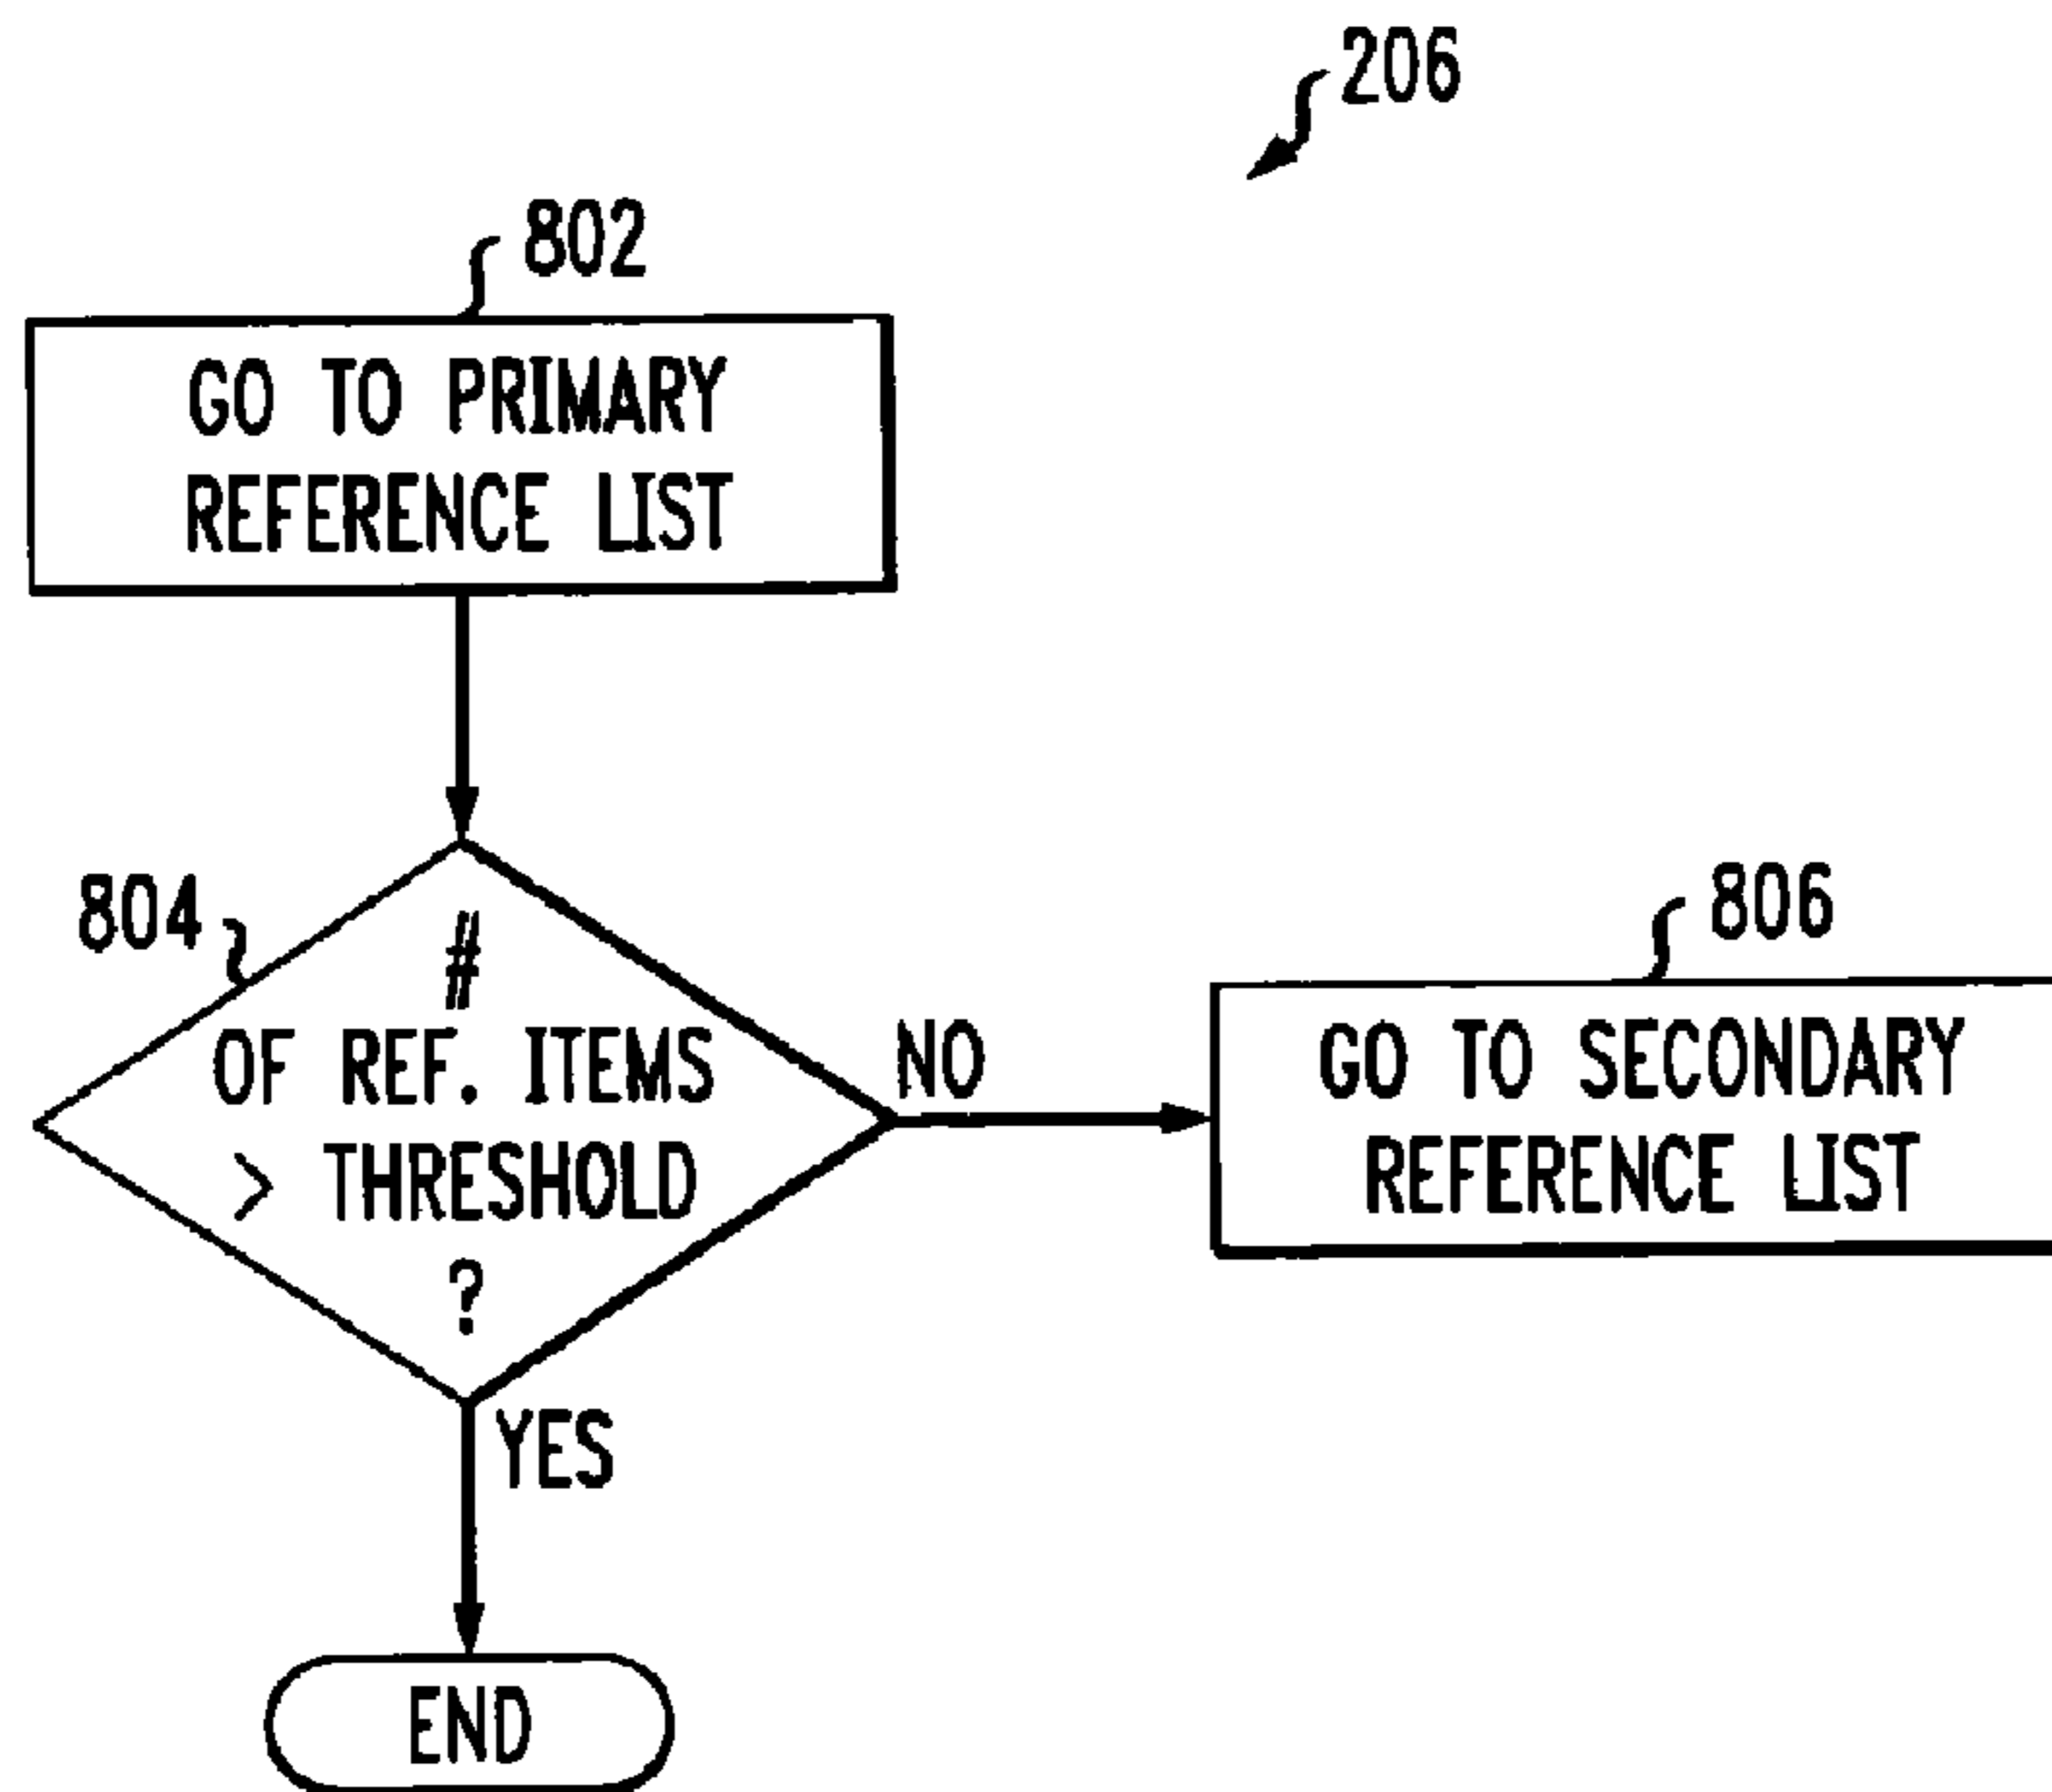 206
802
GO TO PRIMARY
REFERENCE LIST
804
#
OF REF. ITEMS
> THRESHOLD
?
NO
806
GO TO SECONDARY
REFERENCE LIST
YES
END